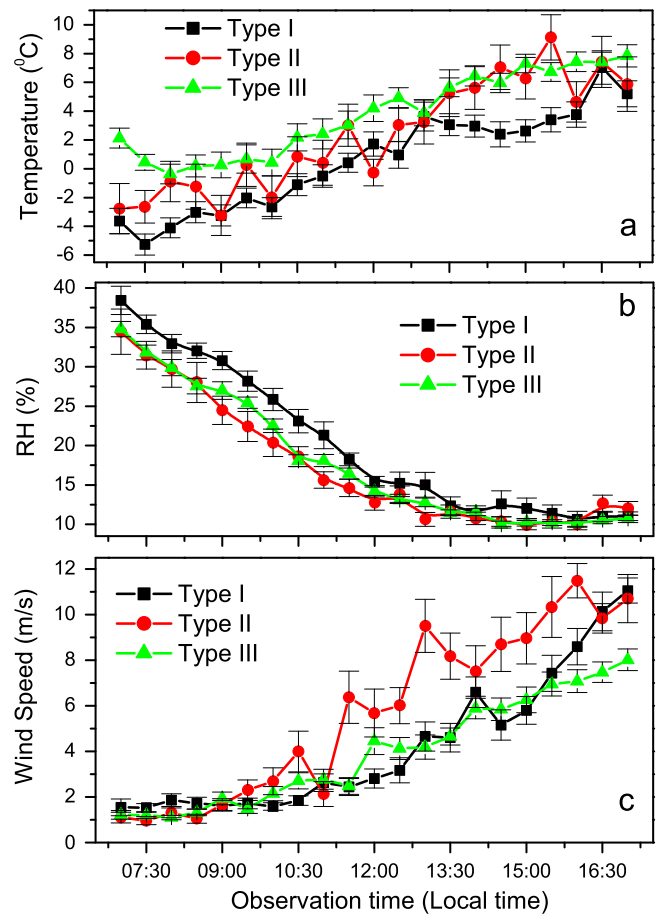 Temperature (⁰C)
8
6
4
2
0
-2
-4
-6
Type I
Type II
Type III
a
RH (%)
40
35
30
25
20
15
10
b
Type I
Type II
Type III
Wind Speed (m/s)
12
10
8
6
4
2
0
Type I
Type II
Type III
c
07:30 09:00 10:30 12:00 13:30 15:00 16:30
Observation time (Local time)